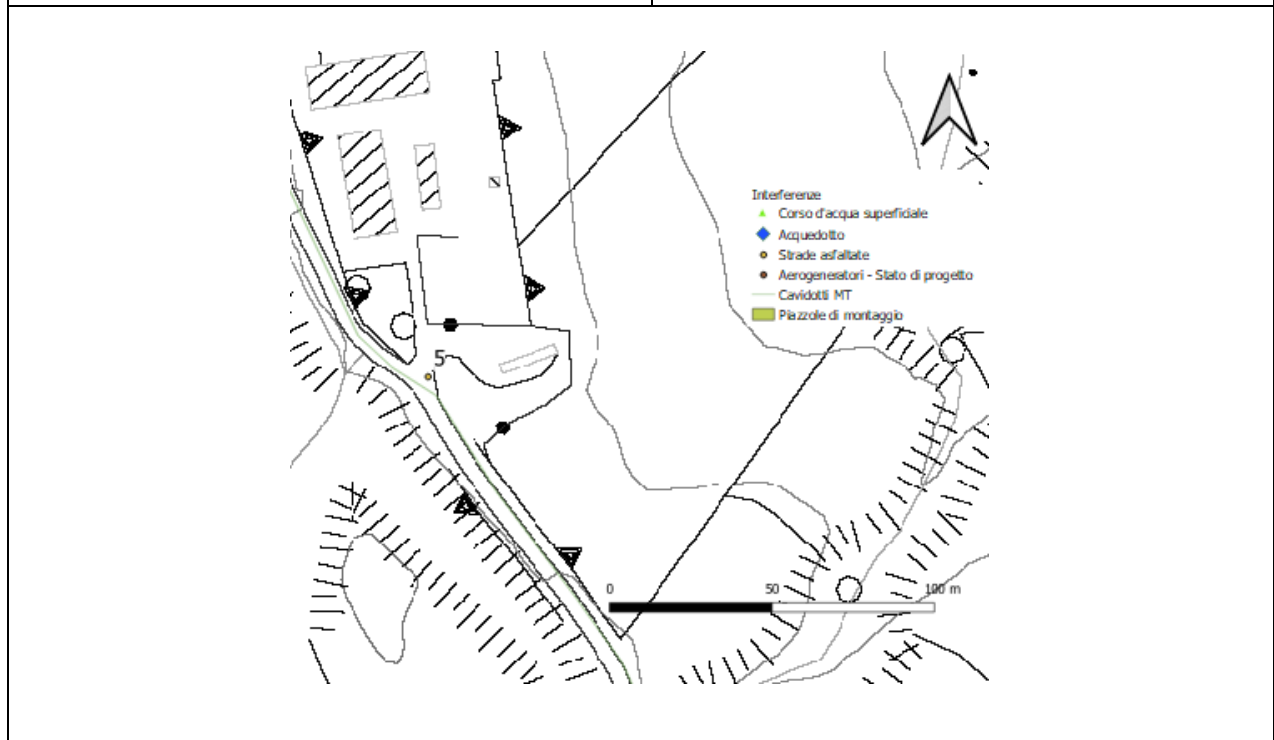 Interferenze
Corso d'acqua superficiale
Acquedotto
Strade asfaltate
Aerogeneratori - Stato di progetto
Cavidotti MT
Piazzole di montaggio
5
0 50 100 m